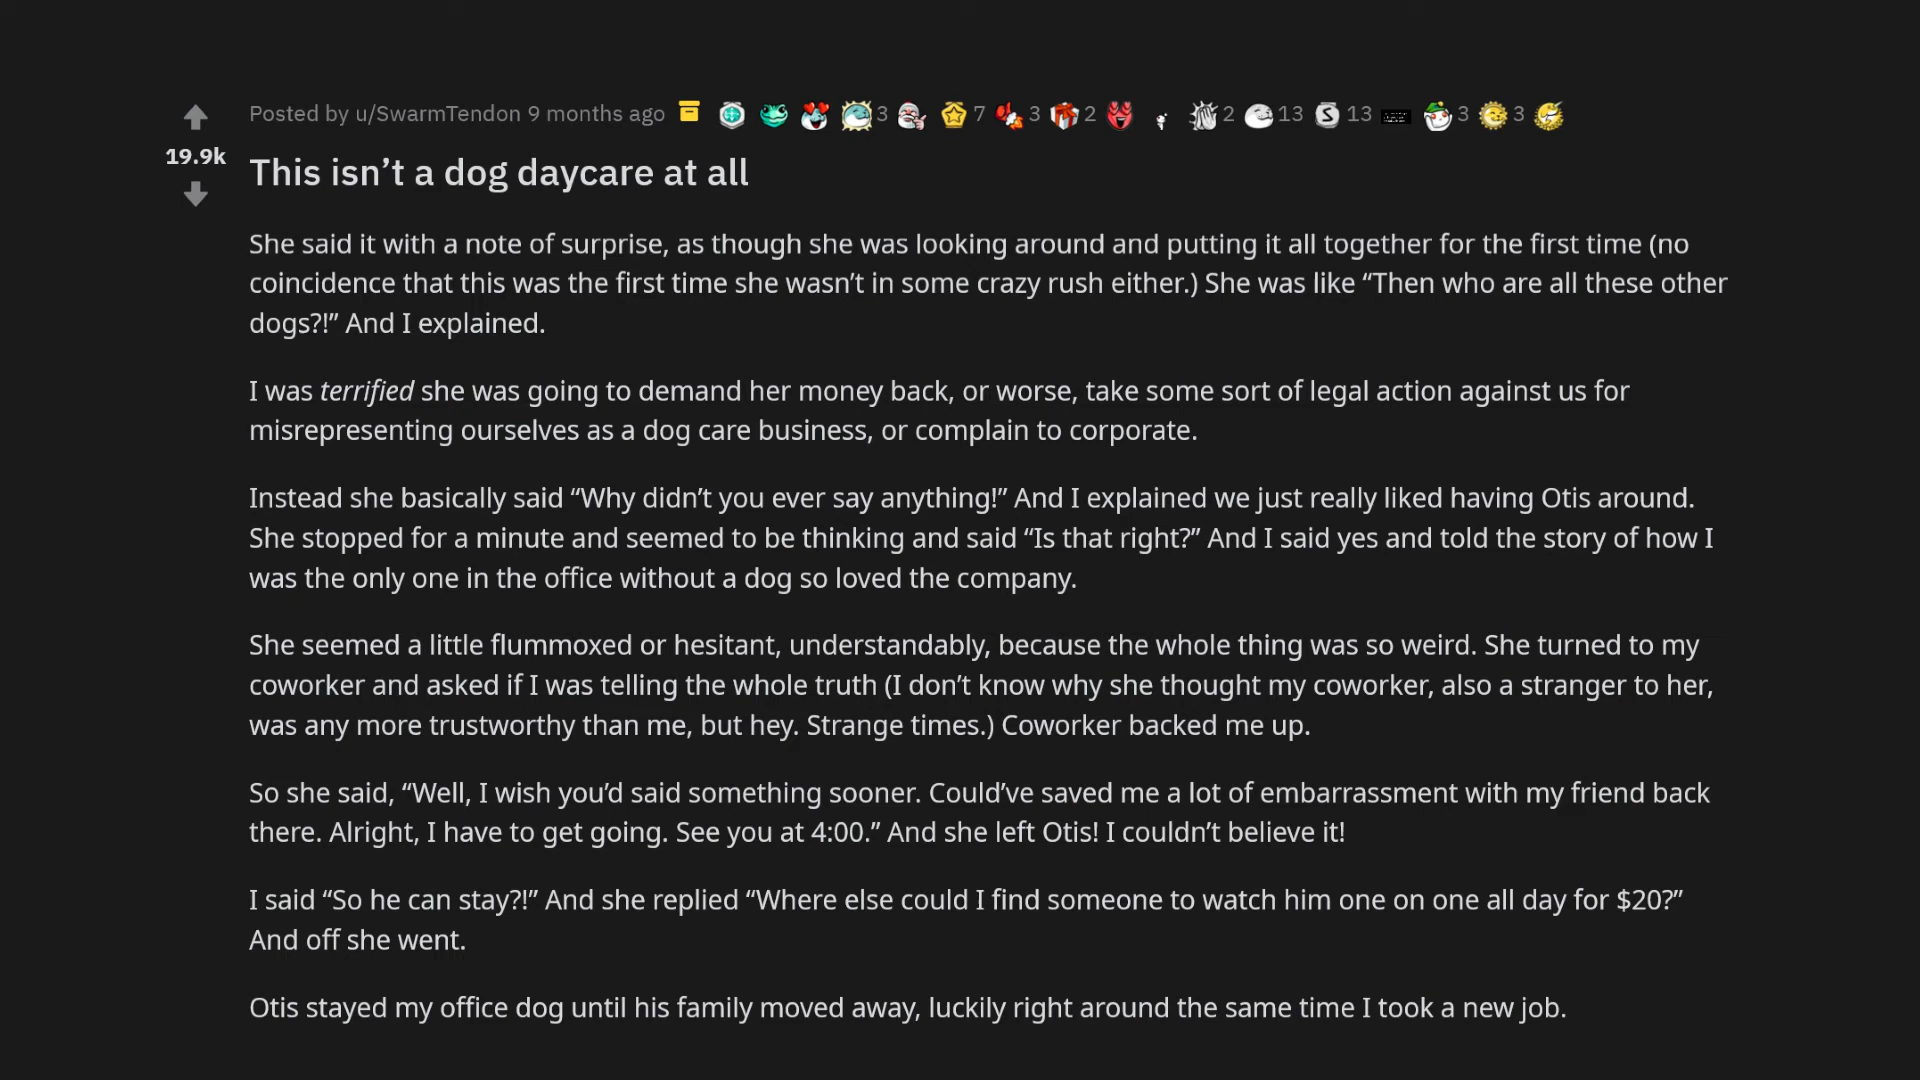 Posted by u/SwarmTendon 9 months ago 3 7 3 2 2 13 13 3 3
19.9k
This isn’t a dog daycare at all
She said it with a note of surprise, as though she was looking around and putting it all together for the first time (no
coincidence that this was the first time she wasn’t in some crazy rush either.) She was like “Then who are all these other
dogs?!” And I explained.
I was terrified she was going to demand her money back, or worse, take some sort of legal action against us for
misrepresenting ourselves as a dog care business, or complain to corporate.
Instead she basically said “Why didn’t you ever say anything!” And I explained we just really liked having Otis around.
She stopped for a minute and seemed to be thinking and said “Is that right?” And I said yes and told the story of how I
was the only one in the office without a dog so loved the company.
She seemed a little flummoxed or hesitant, understandably, because the whole thing was so weird. She turned to my
coworker and asked if I was telling the whole truth (I don’t know why she thought my coworker, also a stranger to her,
was any more trustworthy than me, but hey. Strange times.) Coworker backed me up.
So she said, “Well, I wish you’d said something sooner. Could’ve saved me a lot of embarrassment with my friend back
there. Alright, I have to get going. See you at 4:00.” And she left Otis! I couldn’t believe it!
I said “So he can stay?!” And she replied “Where else could I find someone to watch him one on one all day for $20?”
And off she went.
Otis stayed my office dog until his family moved away, luckily right around the same time I took a new job.